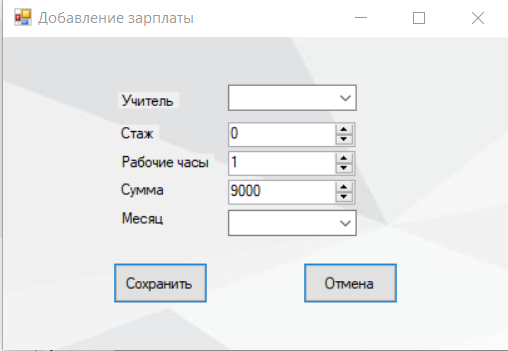 Добавление зарплаты
Учитель
Стаж 0
Рабочие часы 1
Сумма 9000
Месяц
Сохранить Отмена